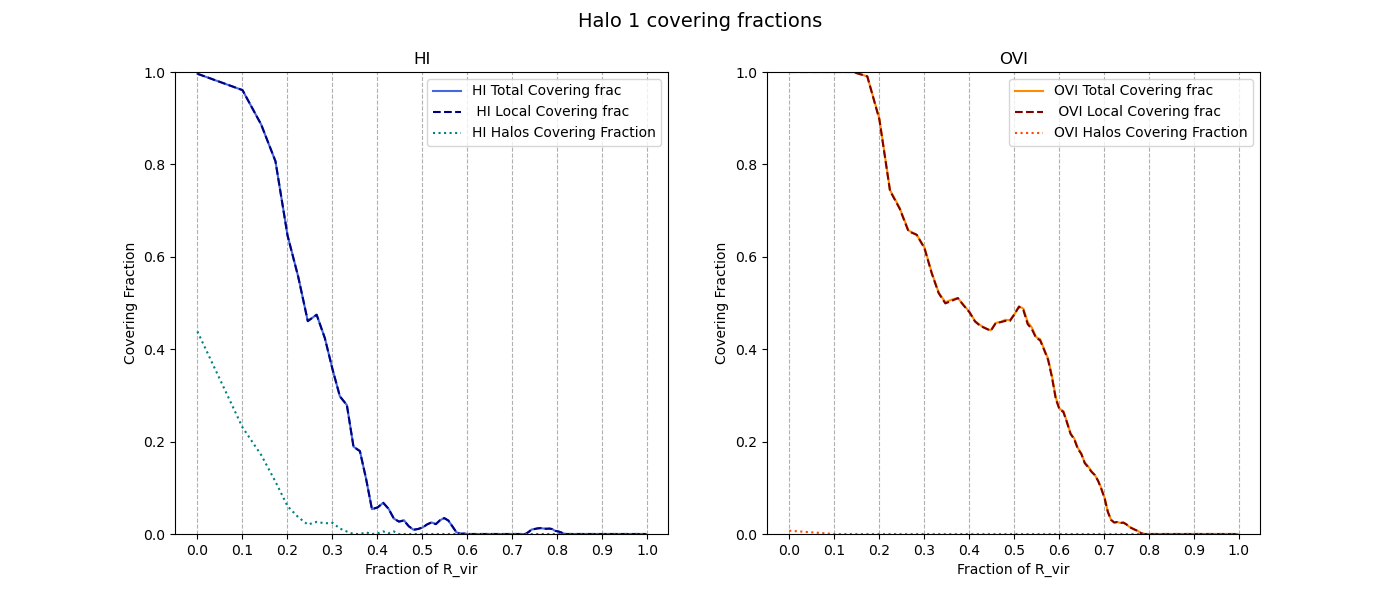 Halo 1 covering fractions
HI
1.0
0.8
0.6
0.4
0.2
0.0
Covering Fraction
HI Total Covering frac
HI Local Covering frac
HI Halos Covering Fraction
0.0 0.1 0.2 0.3 0.4 0.5 0.6 0.7 0.8 0.9 1.0
Fraction of R_vir
OVI
1.0
0.8
0.6
0.4
0.2
0.0
Covering Fraction
OVI Total Covering frac
OVI Local Covering frac
OVI Halos Covering Fraction
0.0 0.1 0.2 0.3 0.4 0.5 0.6 0.7 0.8 0.9 1.0
Fraction of R_vir